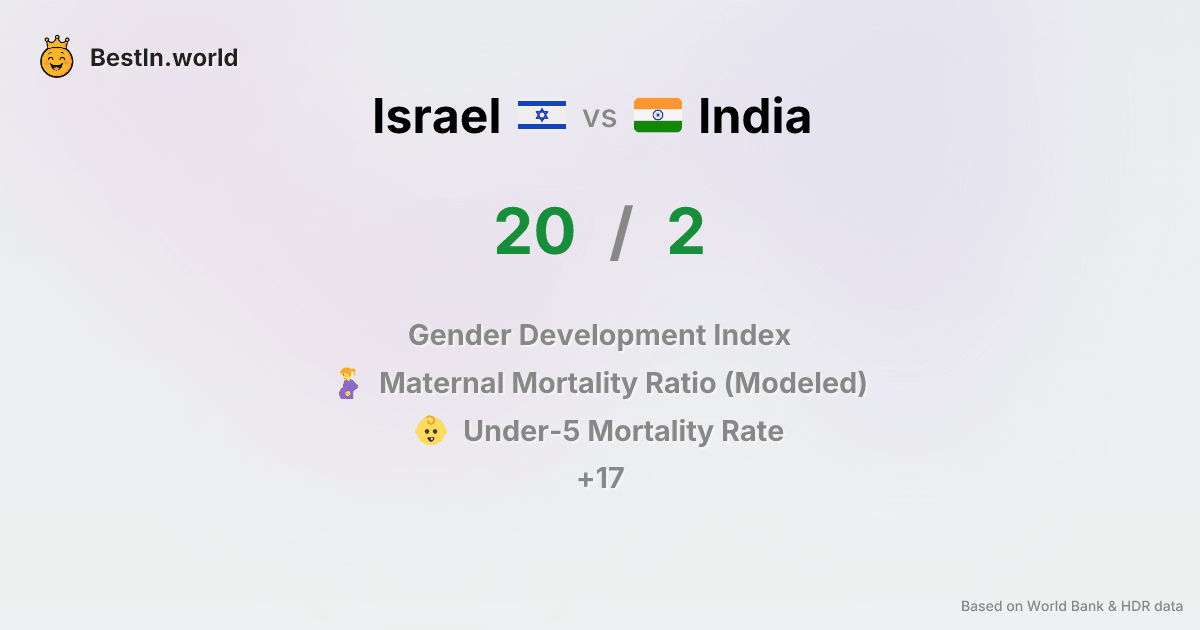 BestIn.world
Israel vs India
20 / 2
Gender Development Index
Maternal Mortality Ratio (Modeled)
Under-5 Mortality Rate
+17
Based on World Bank & HDR data